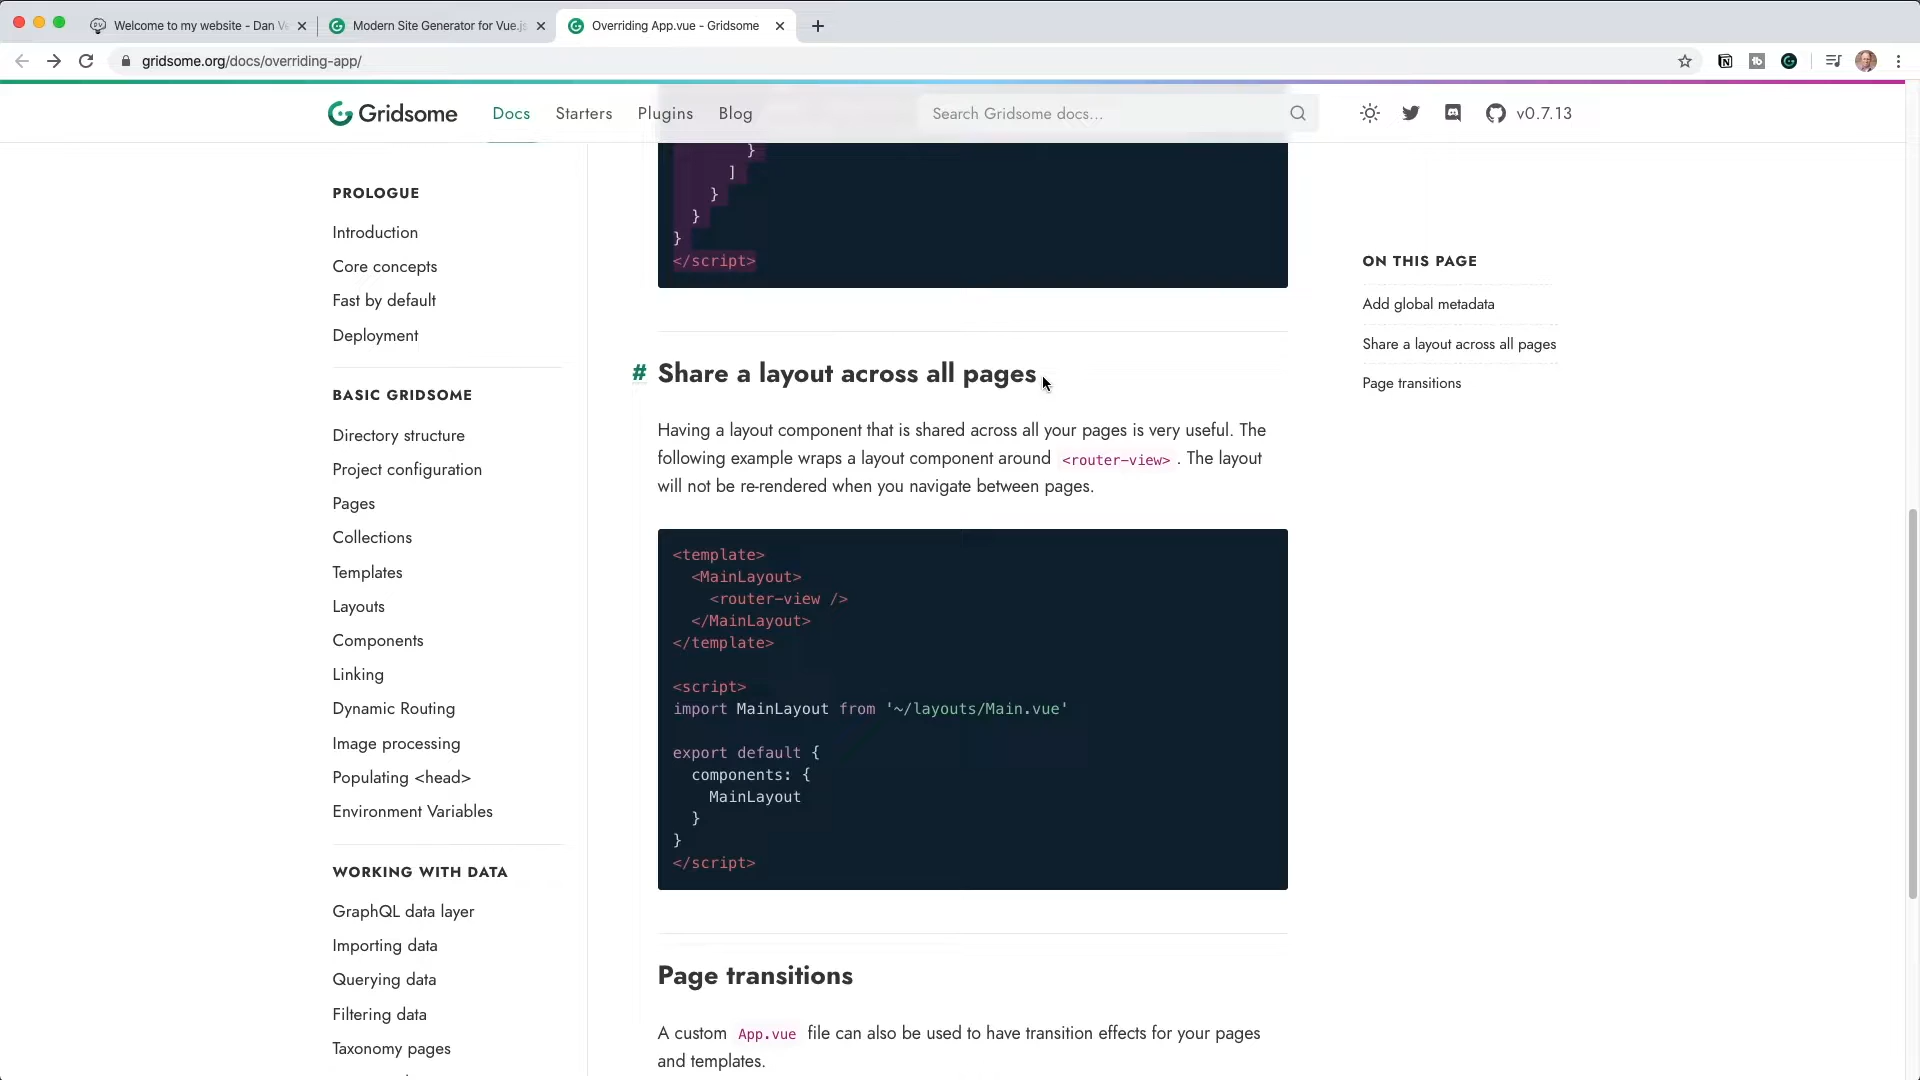 Welcome to my website - Dan V
Modern Site Generator for Vue.js
Overriding App.vue - Gridsome
gridsome.org/docs/overriding-app/
Gridsome
Docs
Starters
Plugins
Blog
Search Gridsome docs...
v0.7.13
PROLOGUE
Introduction
Core concepts
Fast by default
Deployment
BASIC GRIDSOME
Directory structure
Project configuration
Pages
Collections
Templates
Layouts
Components
Linking
Dynamic Routing
Image processing
Populating <head>
Environment Variables
WORKING WITH DATA
GraphQL data layer
Importing data
Querying data
Filtering data
Taxonomy pages
}
]
}
}
}
</script>
# Share a layout across all pages
Having a layout component that is shared across all your pages is very useful. The
following example wraps a layout component around <router-view> . The layout
will not be re-rendered when you navigate between pages.
<template>
<MainLayout>
<router-view />
</MainLayout>
</template>
<script>
import MainLayout from '~/layouts/Main.vue'
export default {
components: {
MainLayout
}
}
</script>
Page transitions
A custom App.vue file can also be used to have transition effects for your pages
and templates.
ON THIS PAGE
Add global metadata
Share a layout across all pages
Page transitions